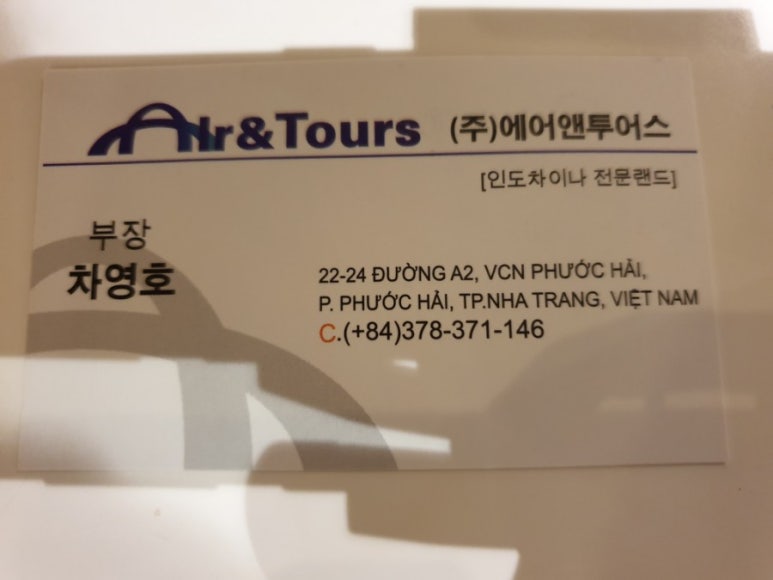 AIr&Tours (주)에어앤투어스
[인도차이나 전문랜드]
부장
차영호
22-24 ĐƯỜNG A2, VCN PHƯỚC HẢI,
P. PHƯỚC HẢI, TP.NHA TRANG, VIỆT NAM
C.(+84)378-371-146